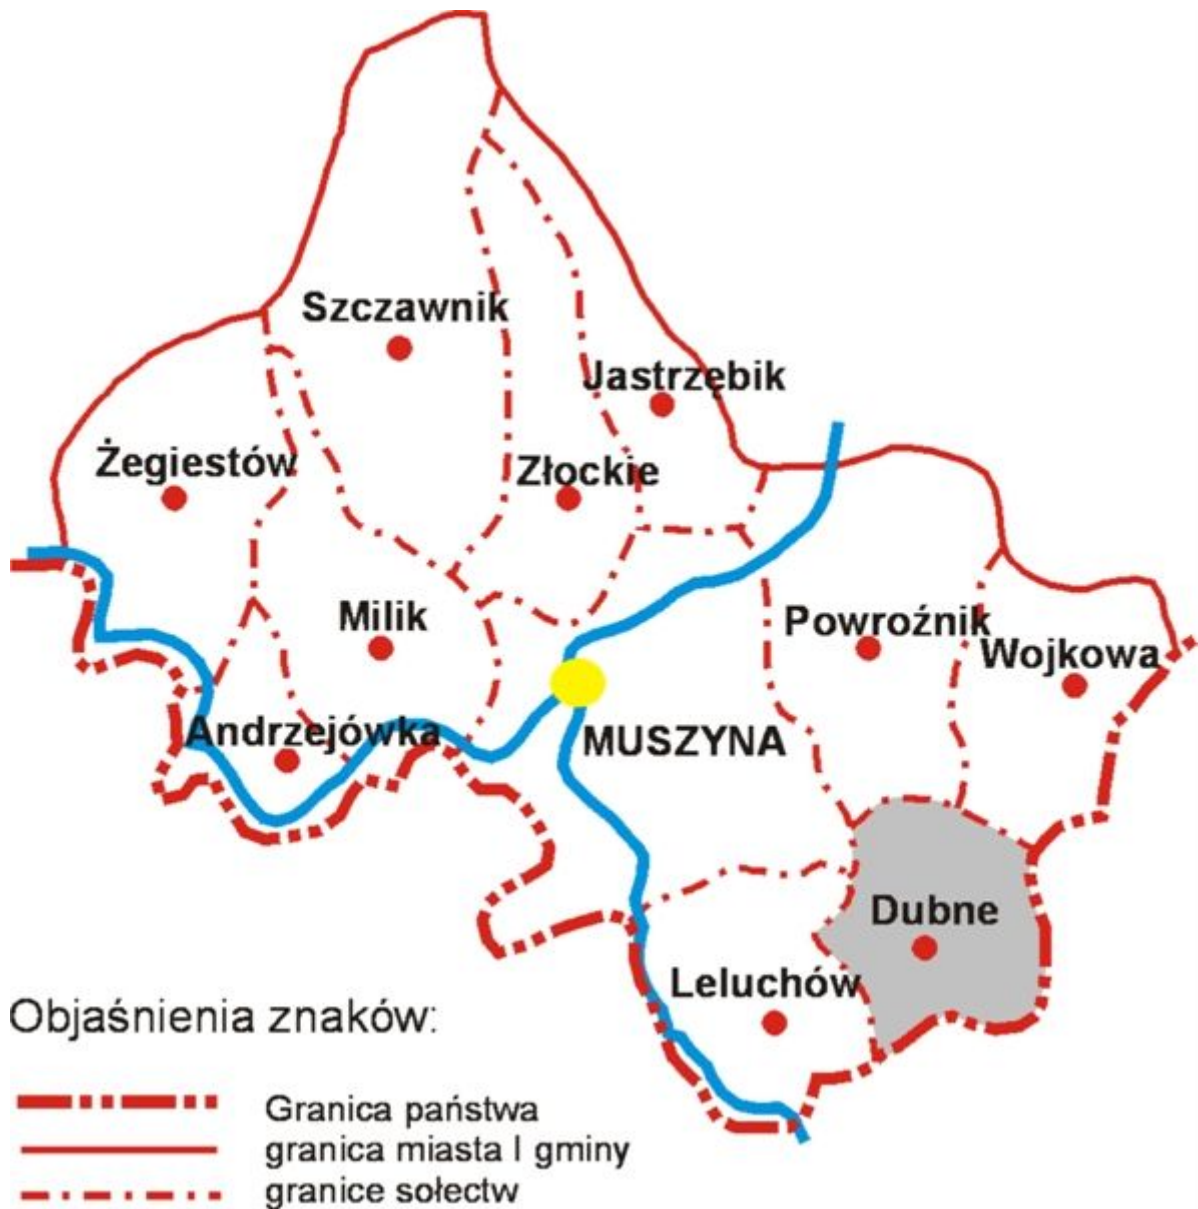 Szczawnik
Jastrzębik
Żegiestów
Złockie
Milik
Powroźnik
Wojkowa
Andrzejówka
MUSZYNA
Dubne
Leluchów
Objaśnienia znaków:
Granica państwa
granica miasta I gminy
granice sołectw